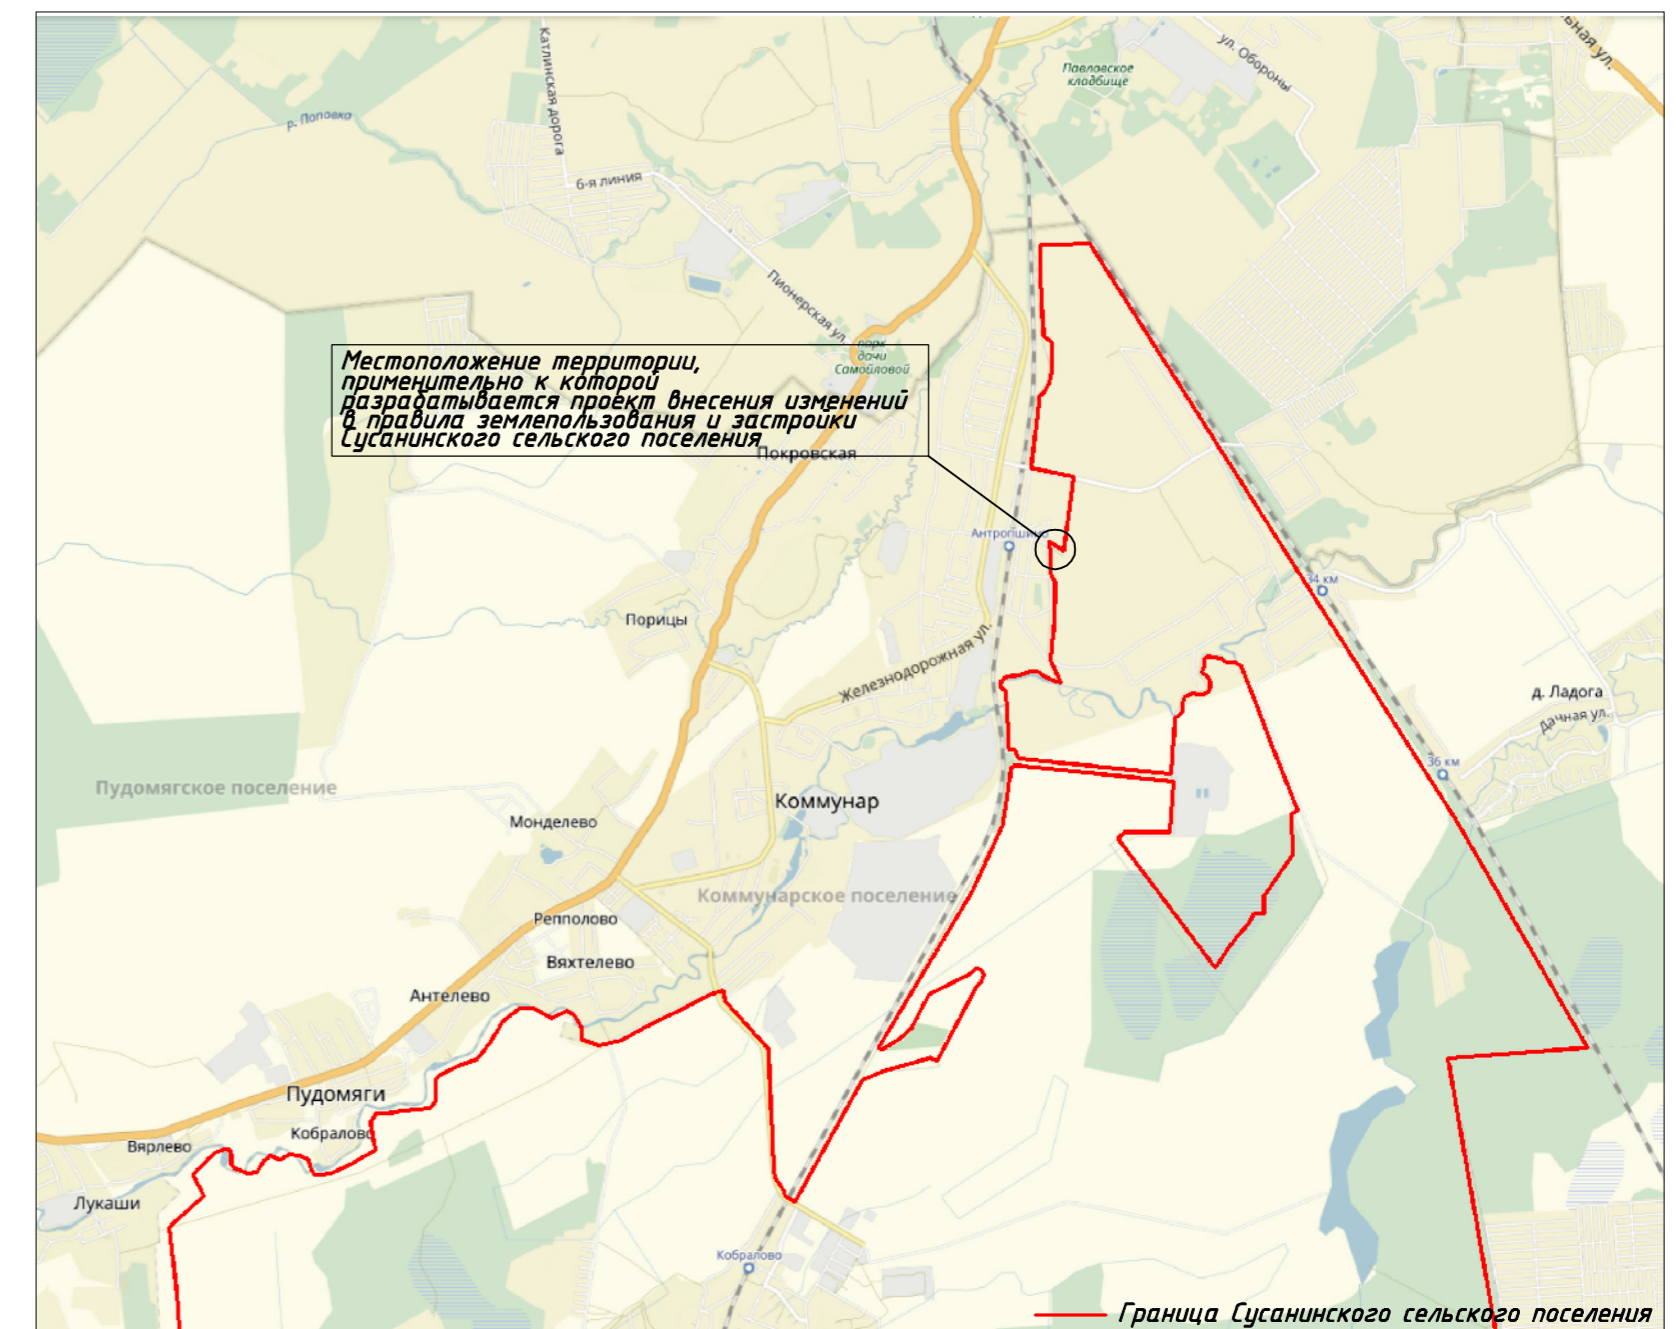 Катлинская дорога
ул. Обороны
Павловское
кладбище
р. Поповка
6-я линия
Пионерская ул.
парк
дачи
Самойловой
Местоположение территории,
применительно к которой
разрабатывается проект внесения изменений
в правила землепользования и застройки
Сусанинского сельского поселения
Покровская
Антропшино
34 км
Порицы
Железнодорожная ул.
д. Ладога
Дачная ул.
36 км
Пудомягское поселение
Коммунар
Монделево
Коммунарское поселение
Репполово
Вяхтелево
Антелево
Пудомяги
Кобралово
Вярлево
Лукаши
Кобралово
Граница Сусанинского сельского поселения